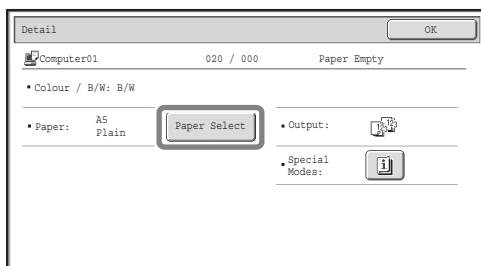 Detail
OK
Computer01 020 / 000 Paper Empty
▪ Colour / B/W: B/W
▪ Paper: A5
Plain
Paper Select
▪ Output:
▪ Special
Modes: